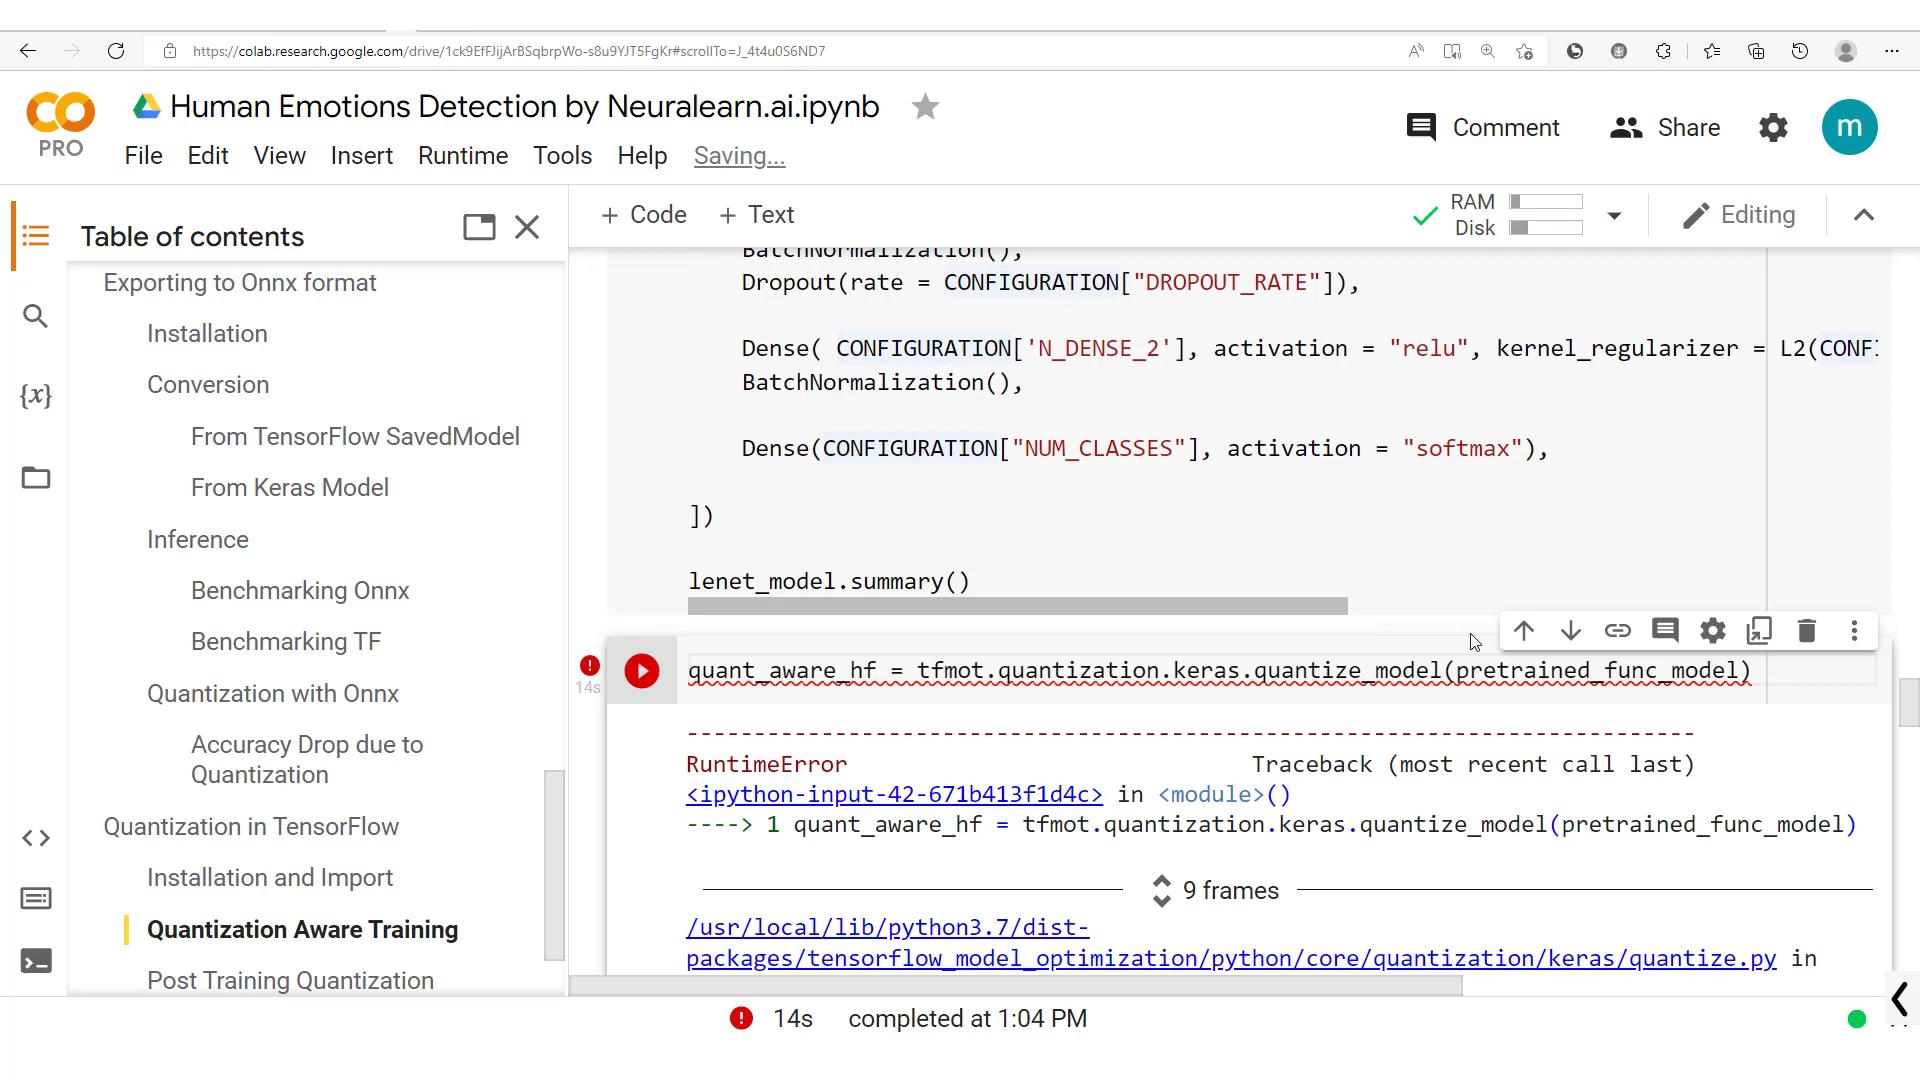 https://colab.research.google.com/drive/1ck9EfFJijArBSqbrpWo-s8u9YJT5FgKr#scrollTo=J_4t4u0S6ND7
PRO
Human Emotions Detection by Neuralearn.ai.ipynb
File Edit View Insert Runtime Tools Help Saving...
Comment
Share
m
Table of contents
Exporting to Onnx format
Installation
Conversion
From TensorFlow SavedModel
From Keras Model
Inference
Benchmarking Onnx
Benchmarking TF
Quantization with Onnx
Accuracy Drop due to
Quantization
Quantization in TensorFlow
Installation and Import
Quantization Aware Training
Post Training Quantization
+ Code + Text
RAM
Disk
Editing
BatchNormalization(),
Dropout(rate = CONFIGURATION["DROPOUT_RATE"]),
Dense( CONFIGURATION['N_DENSE_2'], activation = "relu", kernel_regularizer = L2(CONFI
BatchNormalization(),
Dense(CONFIGURATION["NUM_CLASSES"], activation = "softmax"),
])
lenet_model.summary()
14s
quant_aware_hf = tfmot.quantization.keras.quantize_model(pretrained_func_model)
---------------------------------------------------------------------------
RuntimeError Traceback (most recent call last)
<ipython-input-42-671b413f1d4c> in <module>()
----> 1 quant_aware_hf = tfmot.quantization.keras.quantize_model(pretrained_func_model)
9 frames
/usr/local/lib/python3.7/dist-
packages/tensorflow_model_optimization/python/core/quantization/keras/quantize.py in
14s completed at 1:04 PM